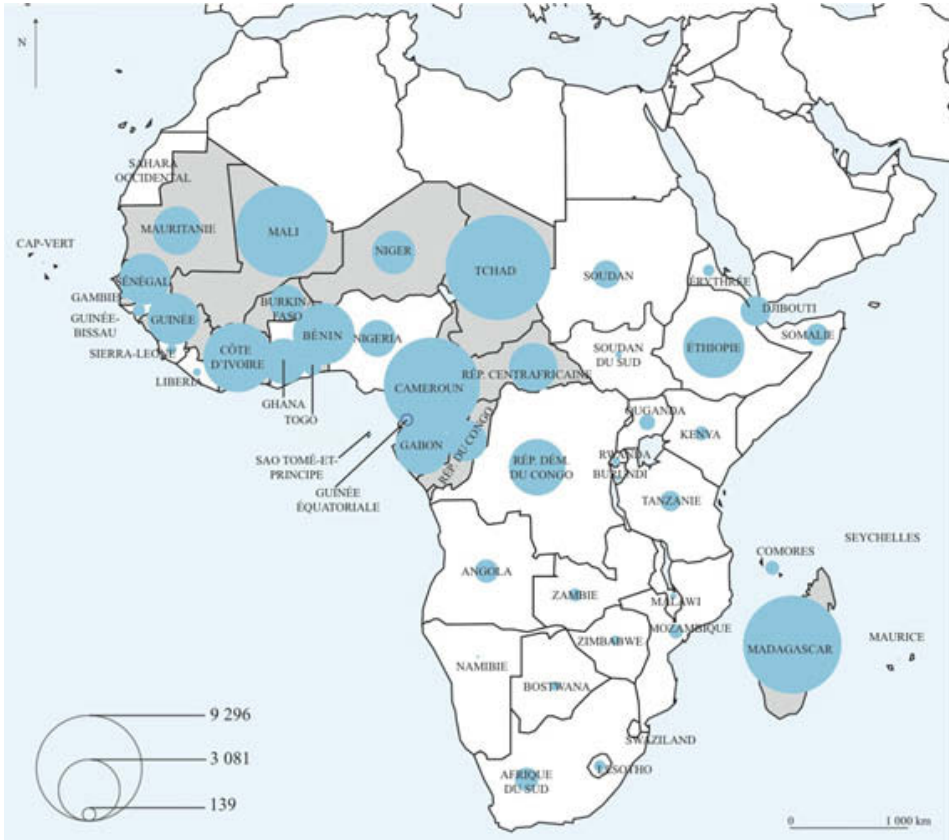 N
SAHARA
OCCIDENTAL
CAP-VERT
MAURITANIE
MALI
NIGER
TCHAD
SOUDAN
ÉRYTHRÉE
SÉNÉGAL
GAMBIE
GUINÉE-
BISSAU
GUINÉE
SIERRA-LEONE
LIBERIA
BURKINA
FASO
CÔTE
D'IVOIRE
BÉNIN
NIGERIA
GHANA
TOGO
DJIBOUTI
SOMALIE
ÉTHIOPIE
SOUDAN
DU SUD
RÉP. CENTRAFRICAINE
CAMEROUN
GABON
RÉP. DU CONGO
SAO TOMÉ-ET-
PRINCIPE
GUINÉE
ÉQUATORIALE
RÉP. DÉM.
DU CONGO
OUGANDA
KENYA
RWANDA
BURUNDI
TANZANIE
SEYCHELLES
COMORES
ANGOLA
ZAMBIE
MALAWI
MOZAMBIQUE
ZIMBABWE
MADAGASCAR
MAURICE
NAMIBIE
BOSTWANA
SWAZILAND
LESOTHO
AFRIQUE
DU SUD
9 296
3 081
139
0 1 000 km